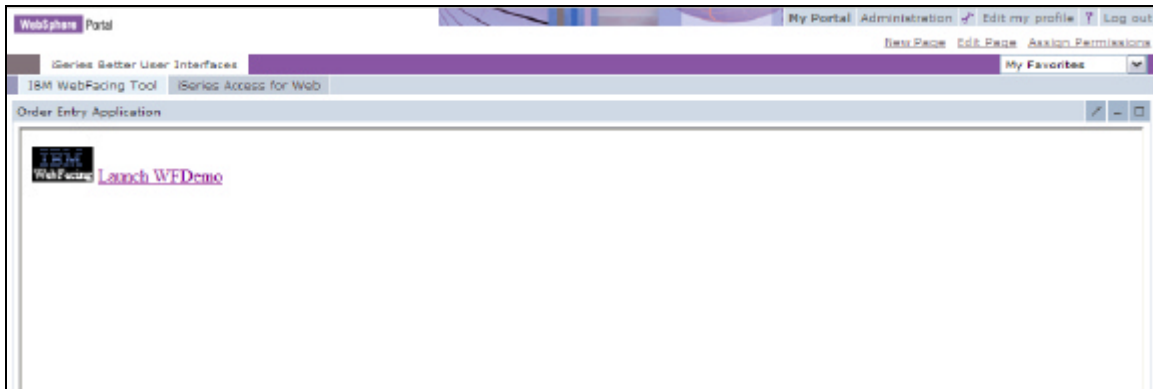 WebSphere Portal
My Portal Administration Edit my profile ? Log out
New Page Edit Page Assign Permissions
iSeries Better User Interfaces My Favorites
IBM WebFacing Tool iSeries Access for Web
Order Entry Application
IBM
WebFacing Launch WFDemo